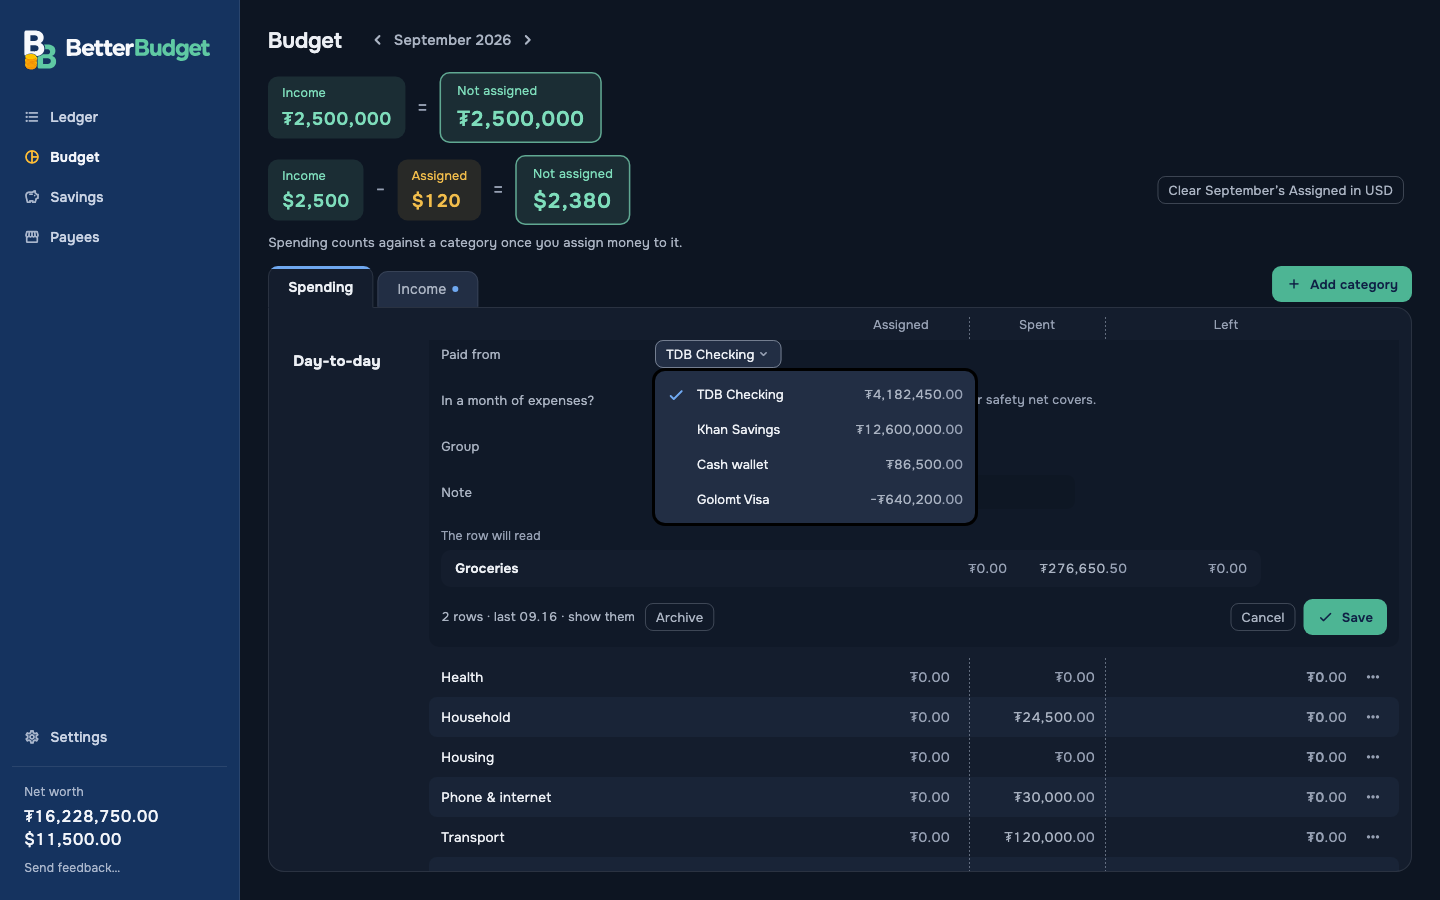 BetterBudget
Ledger
Budget
Savings
Payees
Settings
Net worth
₮16,228,750.00
$11,500.00
Send feedback...
Budget
September 2026
Income
₮2,500,000
=
Not assigned
₮2,500,000
Income
$2,500
-
Assigned
$120
=
Not assigned
$2,380
Clear September's Assigned in USD
Spending counts against a category once you assign money to it.
Spending
Income
+ Add category
Assigned Spent Left
Day-to-day
Paid from TDB Checking
TDB Checking ₮4,182,450.00
Khan Savings ₮12,600,000.00
Cash wallet ₮86,500.00
Golomt Visa -₮640,200.00
In a month of expenses? safety net covers.
Group
Note
The row will read
Groceries ₮0.00 ₮276,650.50 ₮0.00
2 rows · last 09.16 · show them Archive Cancel Save
Health ₮0.00 ₮0.00 ₮0.00
Household ₮0.00 ₮24,500.00 ₮0.00
Housing ₮0.00 ₮0.00 ₮0.00
Phone & internet ₮0.00 ₮30,000.00 ₮0.00
Transport ₮0.00 ₮120,000.00 ₮0.00